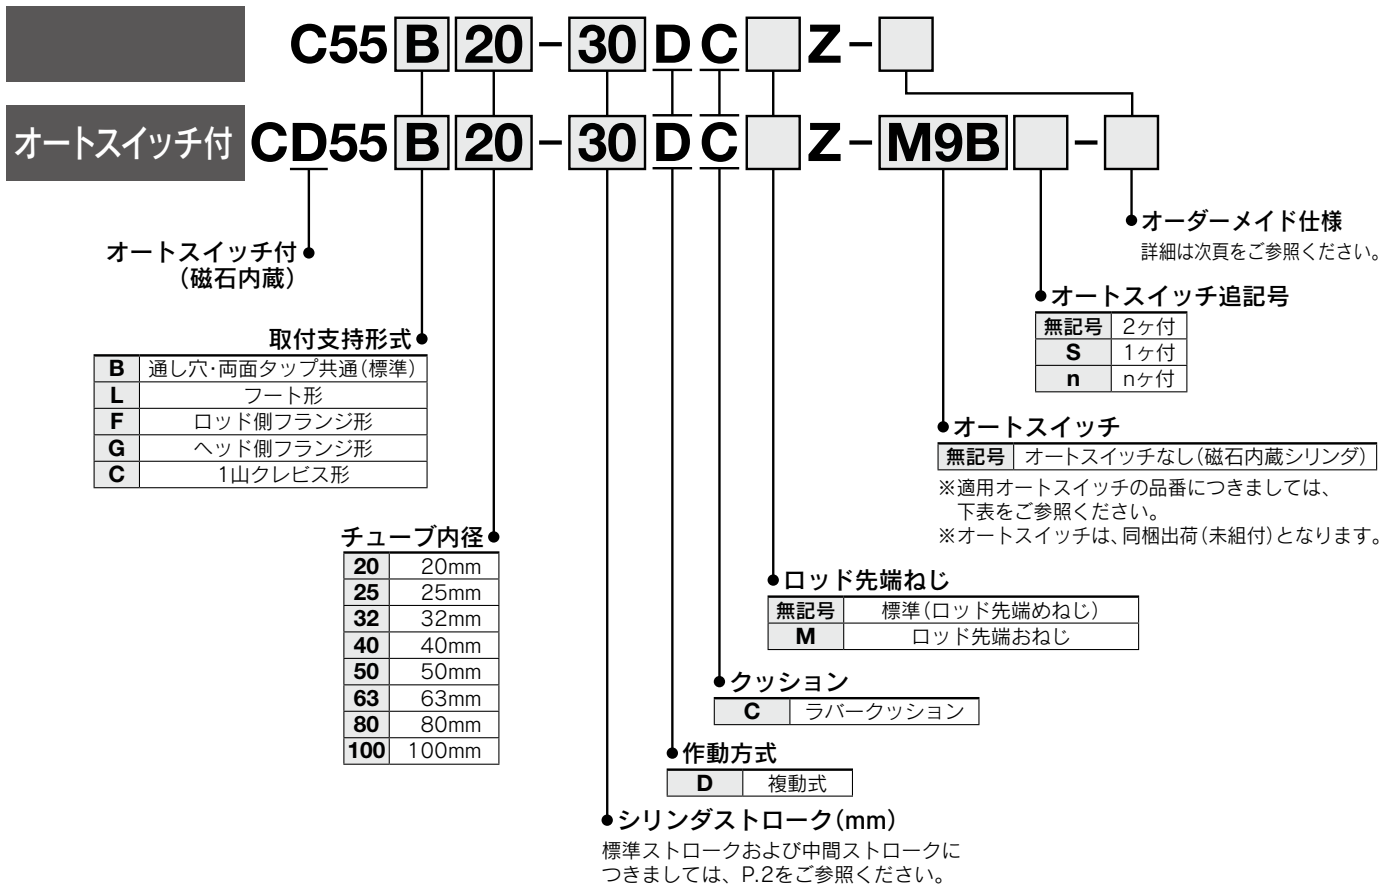 C55 B 20 - 30 D C Z -
オートスイッチ付 CD55 B 20 - 30 D C Z - M9B -
オーダーメイド仕様
詳細は次頁をご参照ください。
オートスイッチ付
（磁石内蔵）
オートスイッチ追記号
無記号 2ヶ付
S 1ヶ付
n nヶ付
取付支持形式
B 通し穴･両面タップ共通（標準）
L フート形
F ロッド側フランジ形
G ヘッド側フランジ形
C 1山クレビス形
オートスイッチ
無記号 オートスイッチなし（磁石内蔵シリンダ）
※適用オートスイッチの品番につきましては、
下表をご参照ください。
※オートスイッチは、同梱出荷（未組付）となります。
チューブ内径
20 20mm
25 25mm
32 32mm
40 40mm
50 50mm
63 63mm
80 80mm
100 100mm
ロッド先端ねじ
無記号 標準（ロッド先端めねじ）
M ロッド先端おねじ
クッション
C ラバークッション
作動方式
D 複動式
シリンダストローク（mm）
標準ストロークおよび中間ストロークに
つきましては、P.2をご参照ください。